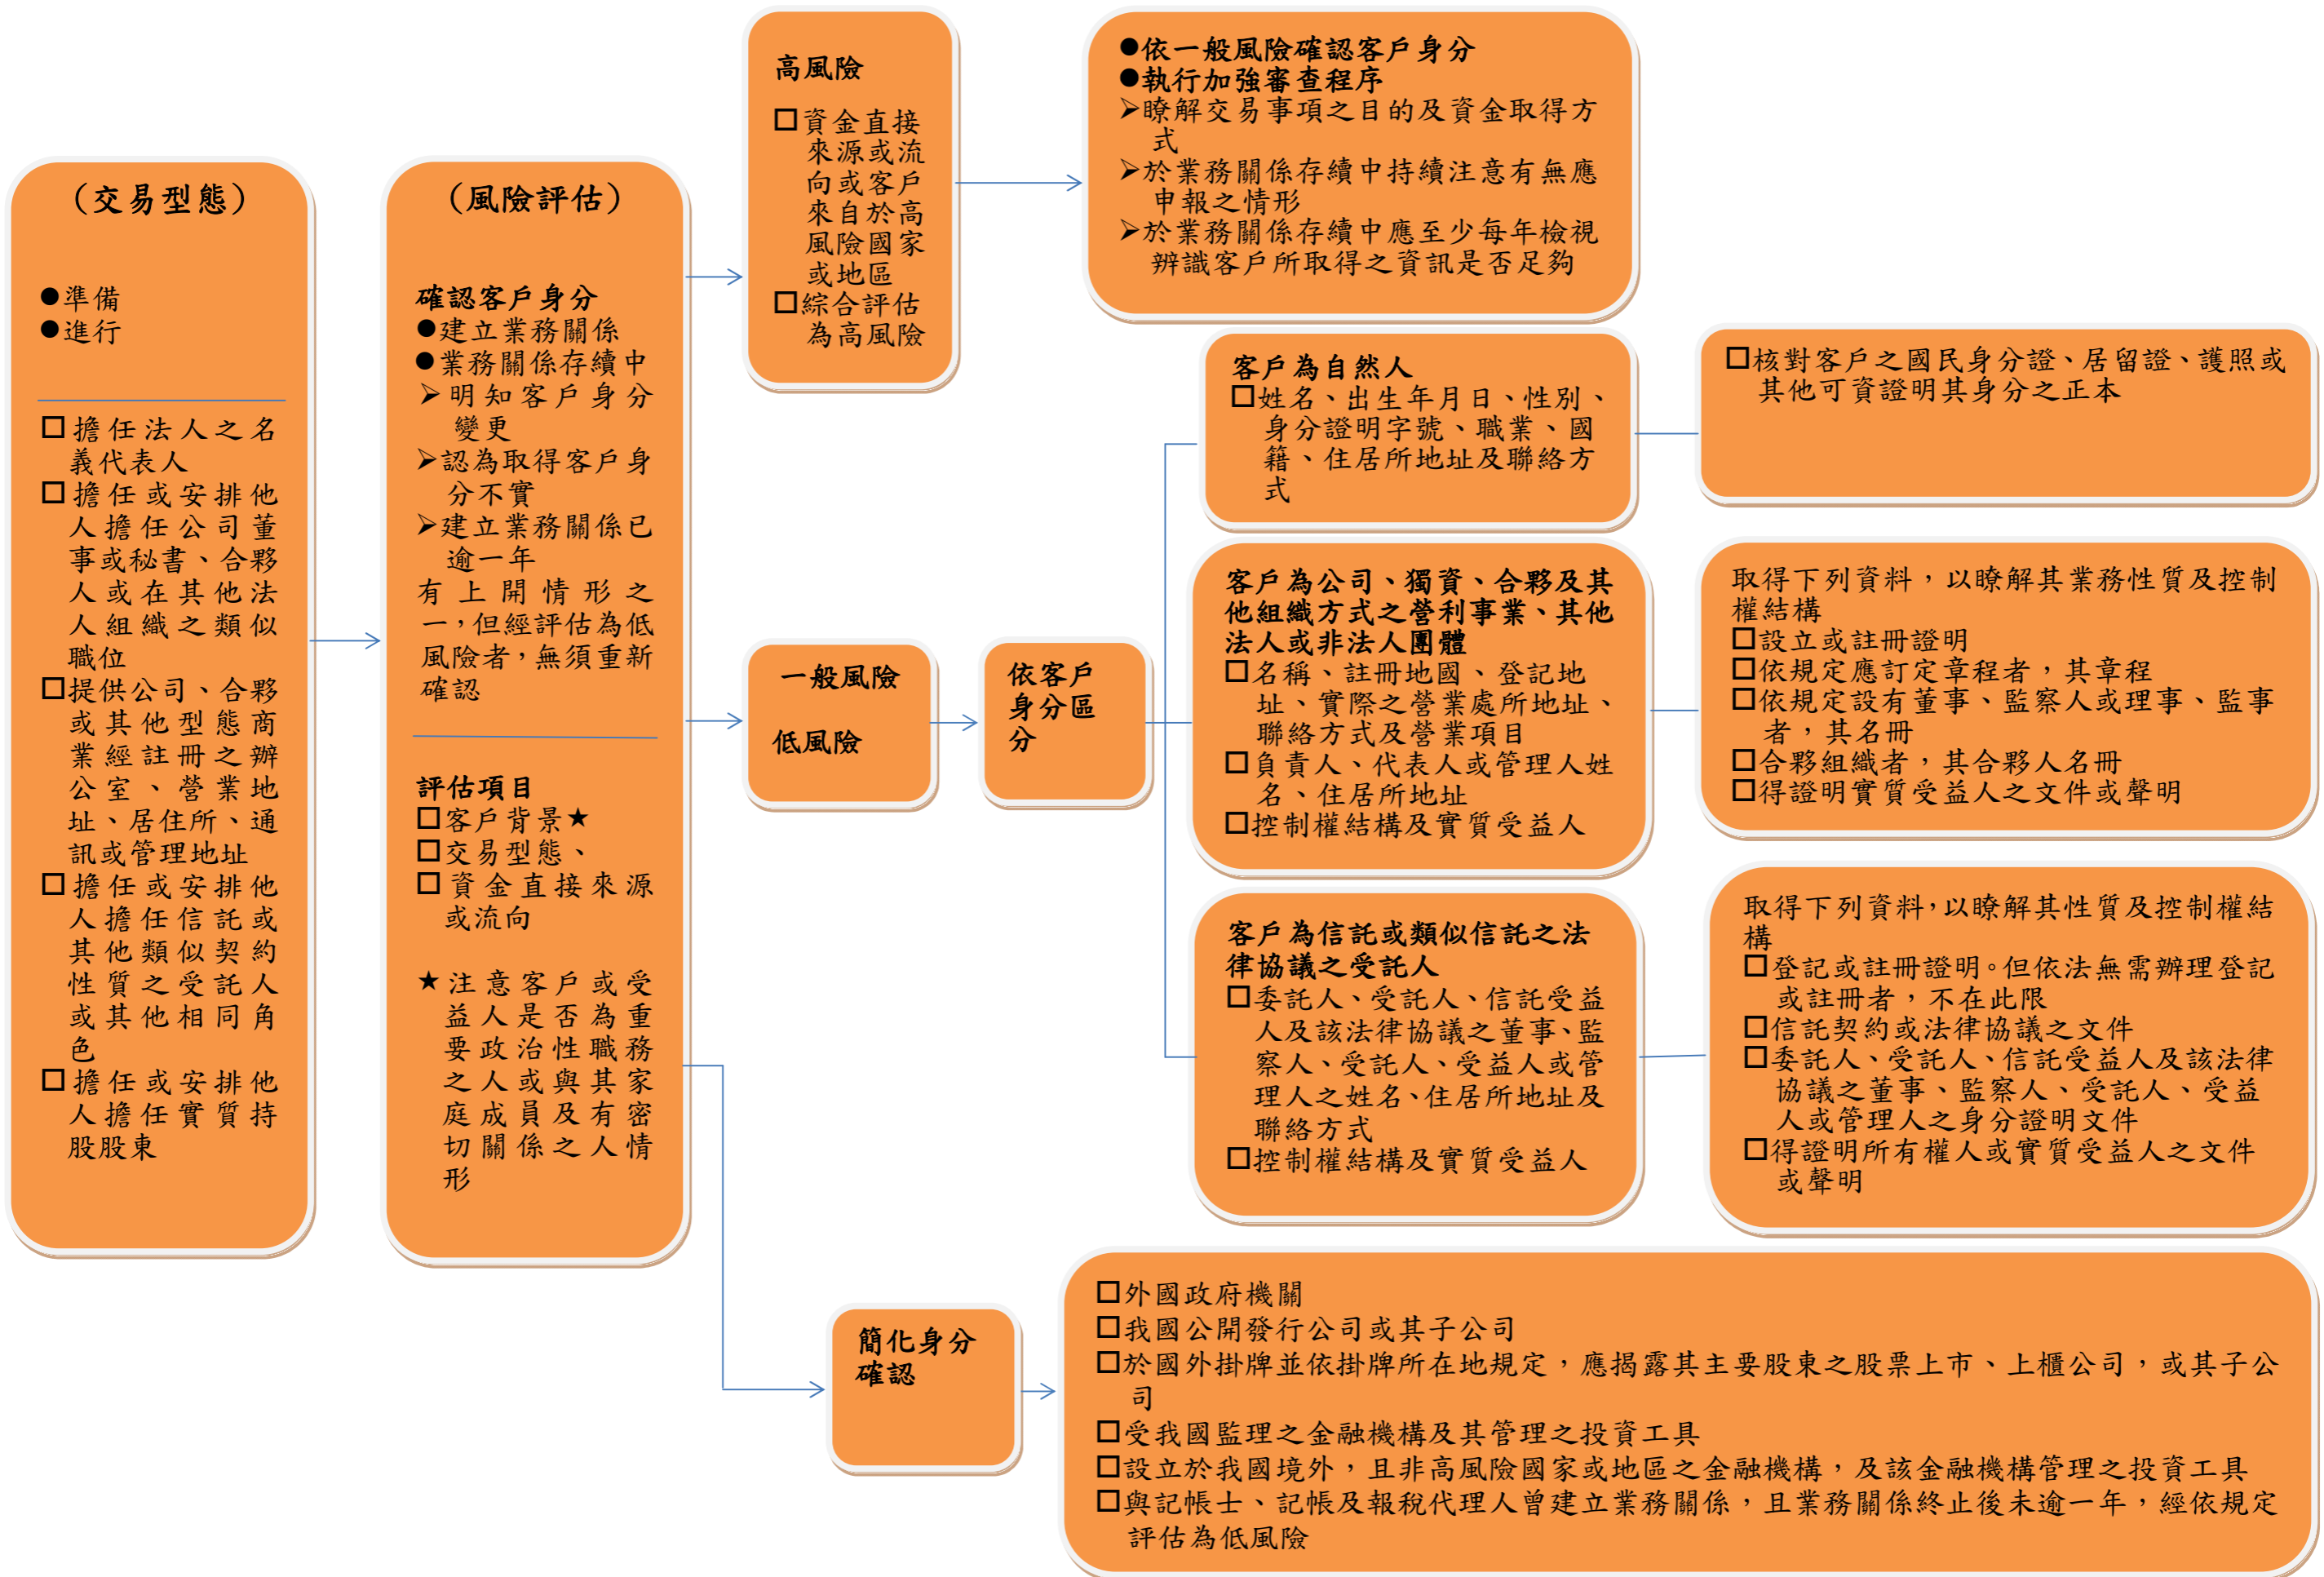 （交易型態）
●準備
●進行
□擔任法人之名
義代表人
□擔任或安排他
人擔任公司董
事或秘書、合夥
人或在其他法
人組織之類似
職位
□提供公司、合夥
或其他型態商
業經註冊之辦
公室、營業地
址、居住所、通
訊或管理地址
□擔任或安排他
人擔任信託或
其他類似契約
性質之受託人
或其他相同角
色
□擔任或安排他
人擔任實質持
股股東
（風險評估）
確認客戶身分
●建立業務關係
●業務關係存續中
➢明知客戶身分
變更
➢認為取得客戶身
分不實
➢建立業務關係已
逾一年
有上開情形之
一，但經評估為低
風險者，無須重新
確認
評估項目
□客戶背景★
□交易型態、
□資金直接來源
或流向
★注意客戶或受
益人是否為重
要政治性職務
之人或與其家
庭成員及有密
切關係之人情
形
高風險
□資金直接
來源或流
向或客戶
來自於高
風險國家
或地區
□綜合評估
為高風險
●依一般風險確認客戶身分
●執行加強審查程序
➢瞭解交易事項之目的及資金取得方
式
➢於業務關係存續中持續注意有無應
申報之情形
➢於業務關係存續中應至少每年檢視
辨識客戶所取得之資訊是否足夠
一般風險
低風險
依客戶
身分區
分
客戶為自然人
□姓名、出生年月日、性別、
身分證明字號、職業、國
籍、住居所地址及聯絡方
式
□核對客戶之國民身分證、居留證、護照或
其他可資證明其身分之正本
客戶為公司、獨資、合夥及其
他組織方式之營利事業、其他
法人或非法人團體
□名稱、註冊地國、登記地
址、實際之營業處所地址、
聯絡方式及營業項目
□負責人、代表人或管理人姓
名、住居所地址
□控制權結構及實質受益人
取得下列資料，以瞭解其業務性質及控制
權結構
□設立或註冊證明
□依規定應訂定章程者，其章程
□依規定設有董事、監察人或理事、監事
者，其名冊
□合夥組織者，其合夥人名冊
□得證明實質受益人之文件或聲明
客戶為信託或類似信託之法
律協議之受託人
□委託人、受託人、信託受益
人及該法律協議之董事、監
察人、受託人、受益人或管
理人之姓名、住居所地址及
聯絡方式
□控制權結構及實質受益人
取得下列資料，以瞭解其性質及控制權結
構
□登記或註冊證明。但依法無需辦理登記
或註冊者，不在此限
□信託契約或法律協議之文件
□委託人、受託人、信託受益人及該法律
協議之董事、監察人、受託人、受益
人或管理人之身分證明文件
□得證明所有權人或實質受益人之文件
或聲明
簡化身分
確認
□外國政府機關
□我國公開發行公司或其子公司
□於國外掛牌並依掛牌所在地規定，應揭露其主要股東之股票上市、上櫃公司，或其子公
司
□受我國監理之金融機構及其管理之投資工具
□設立於我國境外，且非高風險國家或地區之金融機構，及該金融機構管理之投資工具
□與記帳士、記帳及報稅代理人曾建立業務關係，且業務關係終止後未逾一年，經依規定
評估為低風險